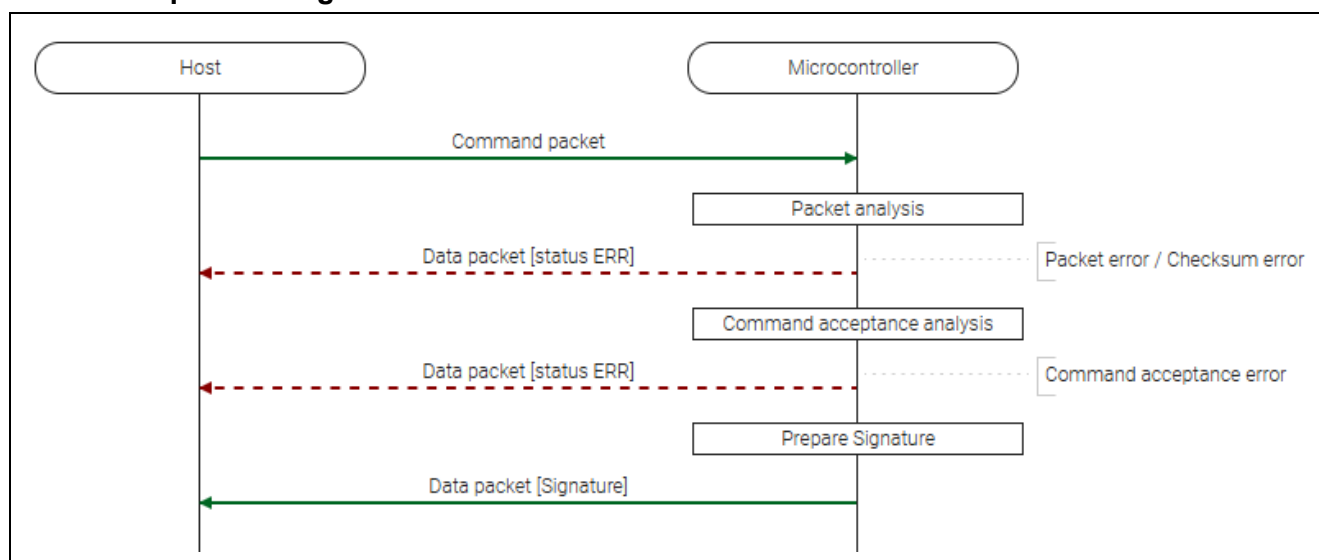 Host
Microcontroller
Command packet
Packet analysis
Data packet [status ERR]
Packet error / Checksum error
Command acceptance analysis
Data packet [status ERR]
Command acceptance error
Prepare Signature
Data packet [Signature]